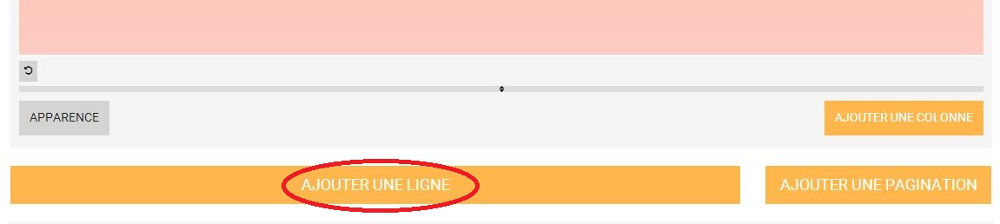 APPARENCE
AJOUTER UNE COLONNE
AJOUTER UNE LIGNE
AJOUTER UNE PAGINATION